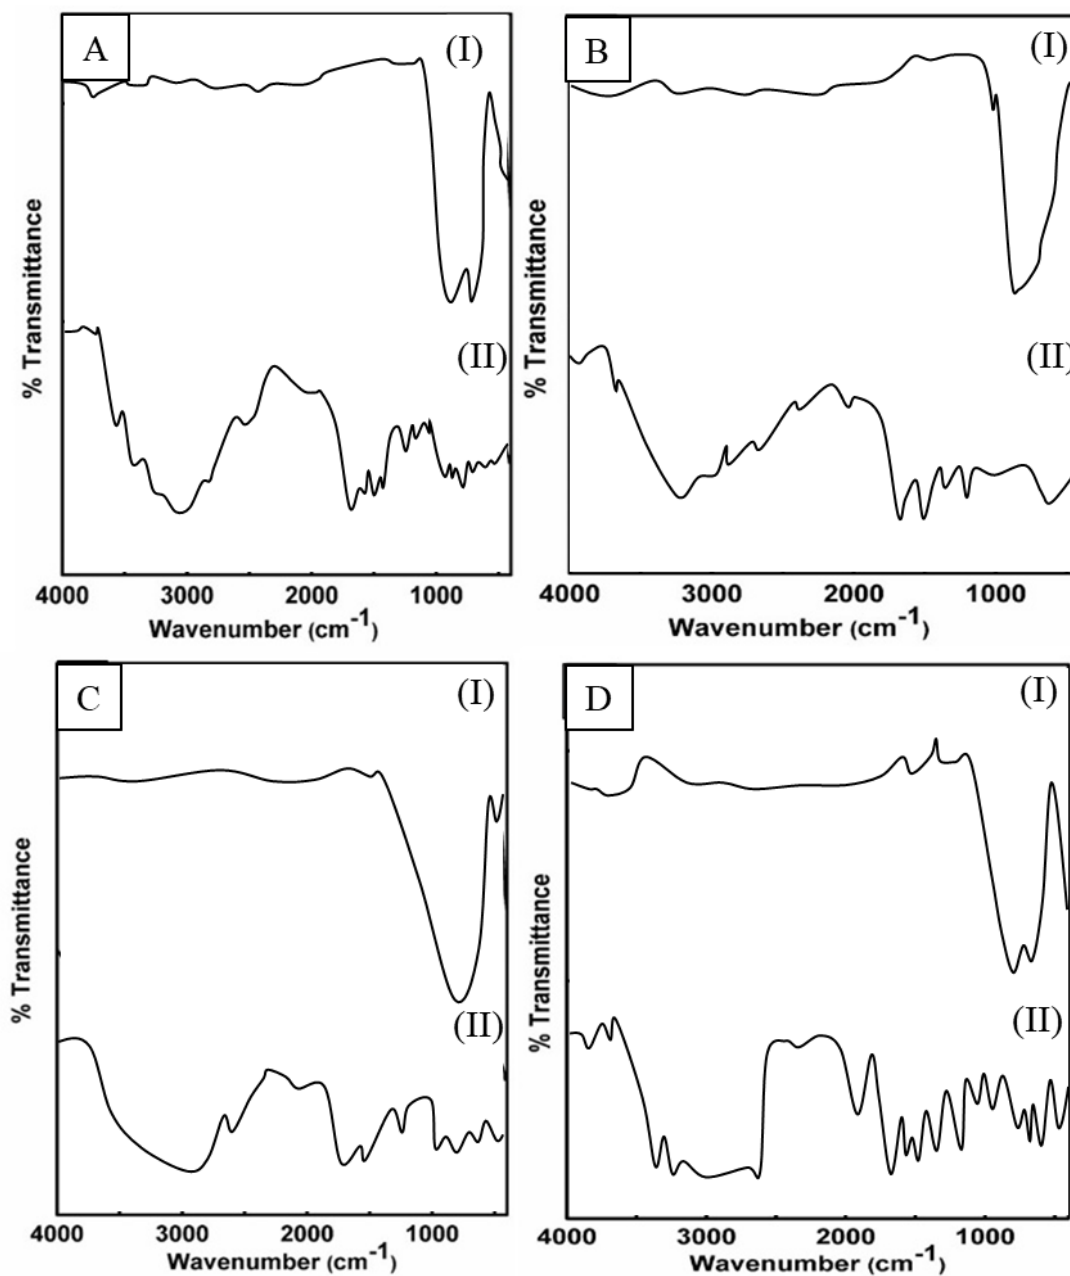 A
(I)
(II)
% Transmittance
4000 3000 2000 1000
Wavenumber (cm-1)
B
(I)
(II)
% Transmittance
4000 3000 2000 1000
Wavenumber (cm-1)
C
(I)
(II)
% Transmittance
4000 3000 2000 1000
Wavenumber (cm-1)
D
(I)
(II)
% Transmittance
4000 3000 2000 1000
Wavenumber (cm-1)